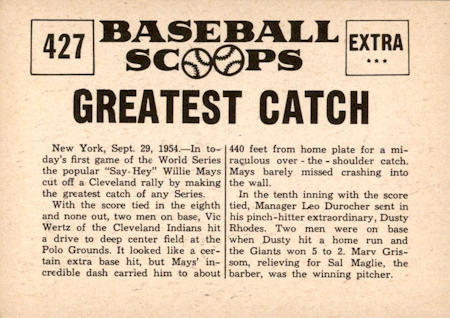 427
BASEBALL
SCOOPS
EXTRA
***
GREATEST CATCH
New York, Sept. 29, 1954.—In to-
day's first game of the World Series
the popular "Say-Hey" Willie Mays
cut off a Cleveland rally by making
the greatest catch of any Series.
With the score tied in the eighth
and none out, two men on base, Vic
Wertz of the Cleveland Indians hit
a drive to deep center field at the
Polo Grounds. It looked like a cer-
tain extra base hit, but Mays' in-
credible dash carried him to about
440 feet from home plate for a mi-
raculous over - the - shoulder catch.
Mays barely missed crashing into
the wall.
In the tenth inning with the score
tied, Manager Leo Durocher sent in
his pinch-hitter extraordinary, Dusty
Rhodes. Two men were on base
when Dusty hit a home run and
the Giants won 5 to 2. Marv Gris-
som, relieving for Sal Maglie, the
barber, was the winning pitcher.